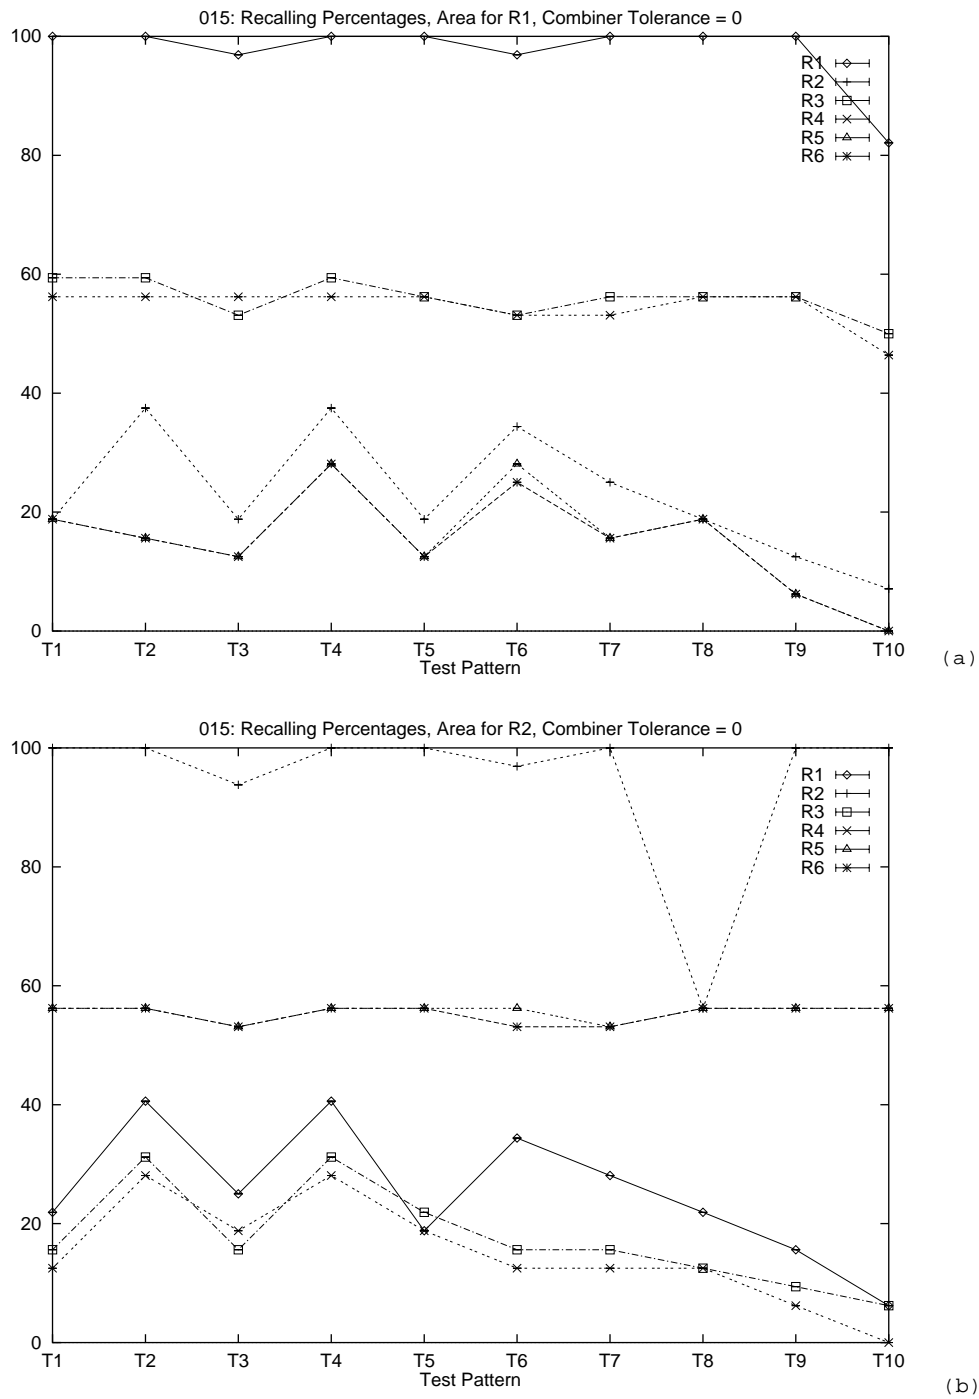 015: Recalling Percentages, Area for R1, Combiner Tolerance = 0
100
R1
R2
R3
R4
R5
R6
80
60
40
20
0
T1 T2 T3 T4 T5 T6 T7 T8 T9 T10
Test Pattern
(a)
015: Recalling Percentages, Area for R2, Combiner Tolerance = 0
100
R1
R2
R3
R4
R5
R6
80
60
40
20
0
T1 T2 T3 T4 T5 T6 T7 T8 T9 T10
Test Pattern
(b)